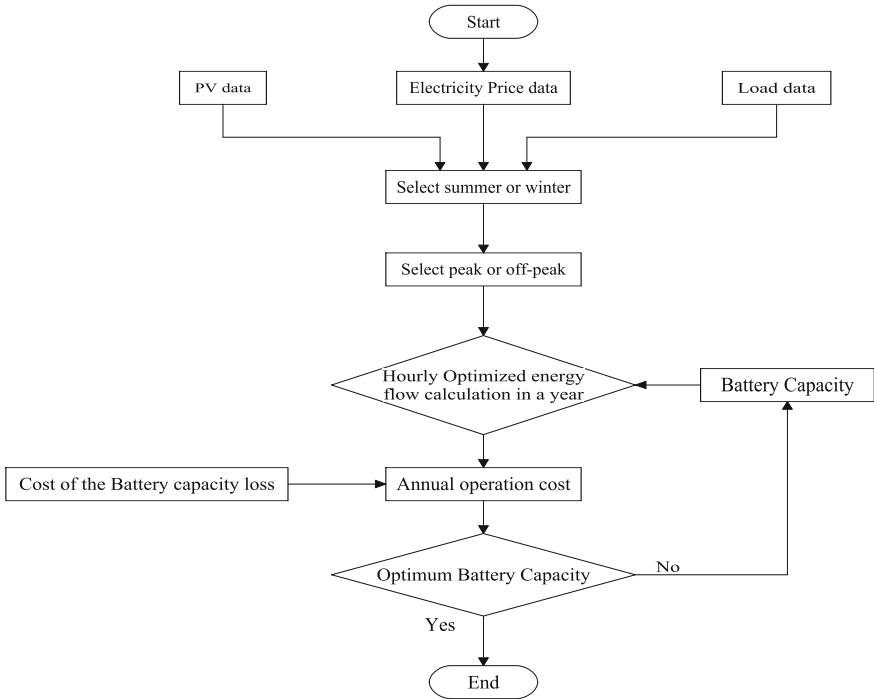 Start
PV data
Electricity Price data
Load data
Select summer or winter
Select peak or off-peak
Hourly Optimized energy
flow calculation in a year
Battery Capacity
Cost of the Battery capacity loss
Annual operation cost
Optimum Battery Capacity
No
Yes
End